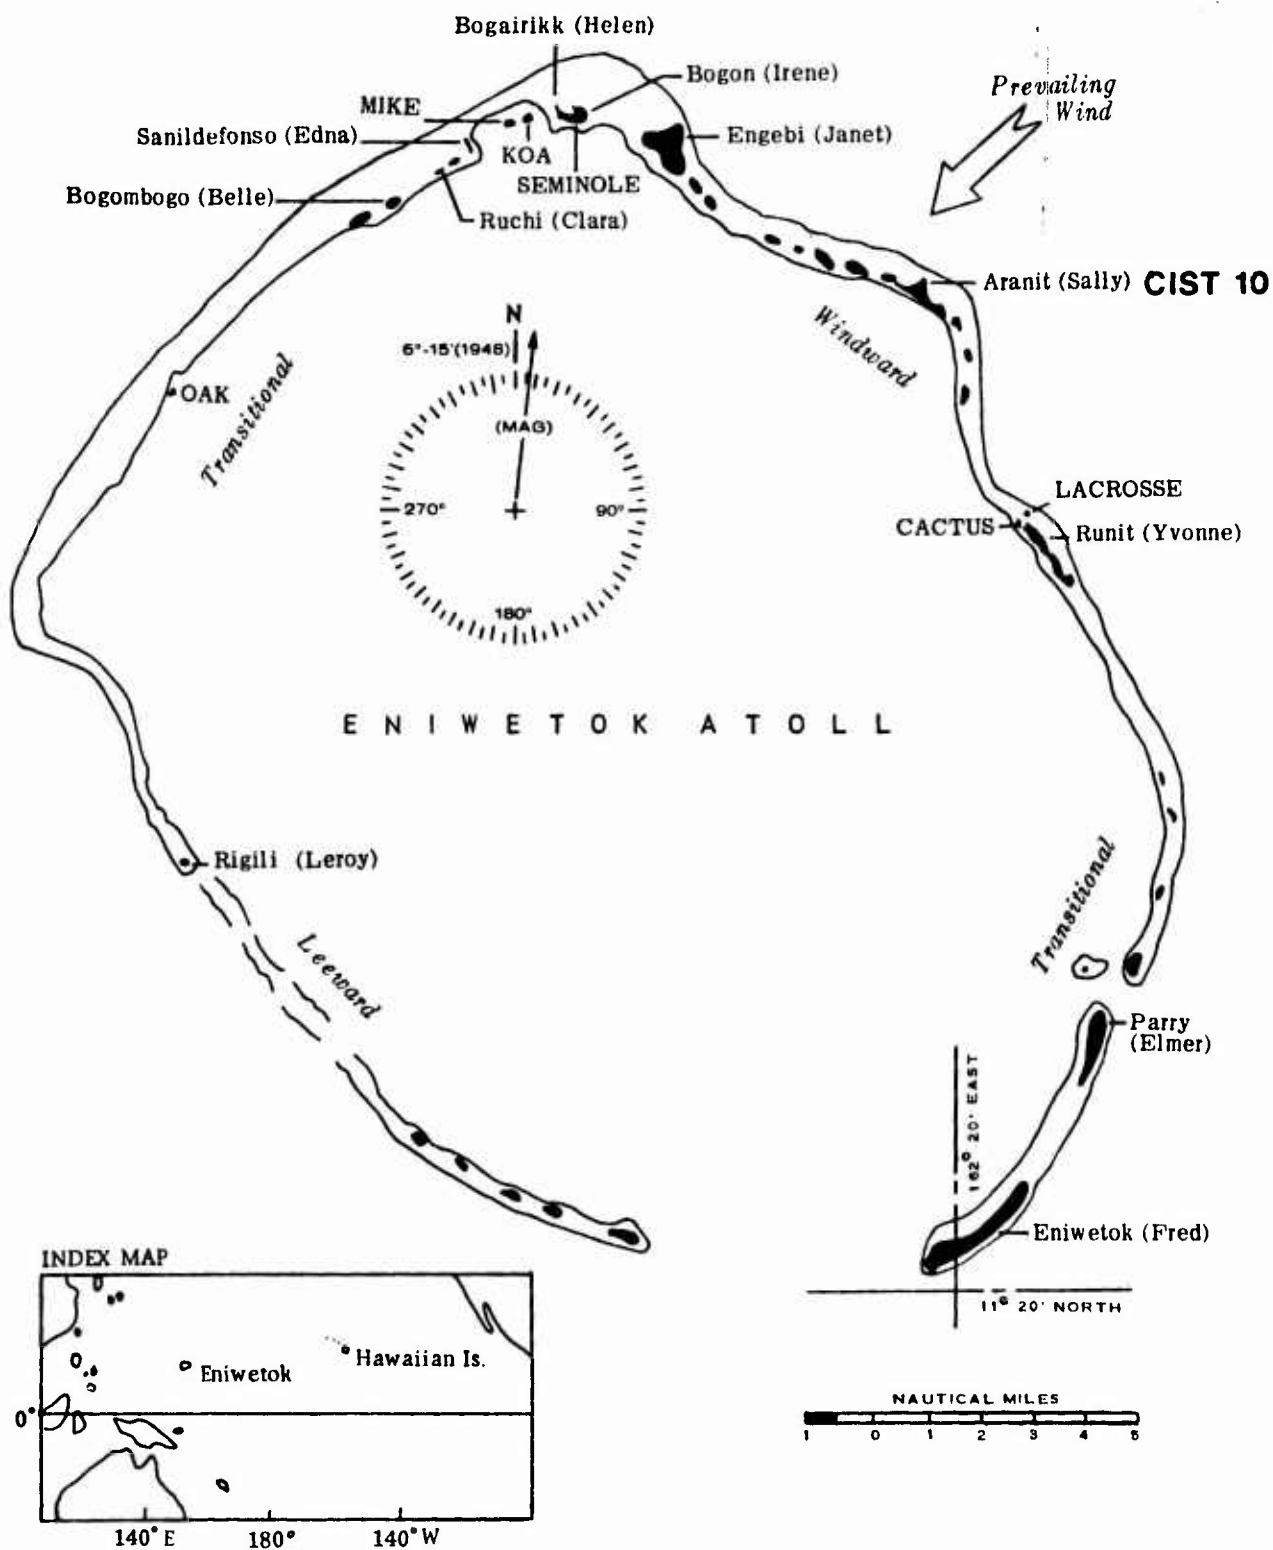 Bogairikk (Helen)
Bogon (Irene)
Prevailing
Wind
MIKE
Sanildefonso (Edna)
Engebi (Janet)
KOA
SEMINOLE
Bogombogo (Belle)
Ruchi (Clara)
Aranit (Sally) CIST 10
Windward
N
6°-15'(1948)
OAK
Transitional
(MAG)
LACROSSE
270°
90°
CACTUS
Runit (Yvonne)
180°
ENIWETOK ATOLL
Rigili (Leroy)
Transitional
Leeward
Parry
(Elmer)
162° 20' EAST
Eniwetok (Fred)
INDEX MAP
11° 20' NORTH
Hawaiian Is.
Eniwetok
NAUTICAL MILES
0°
1 0 1 2 3 4 5
140° E 180° 140° W